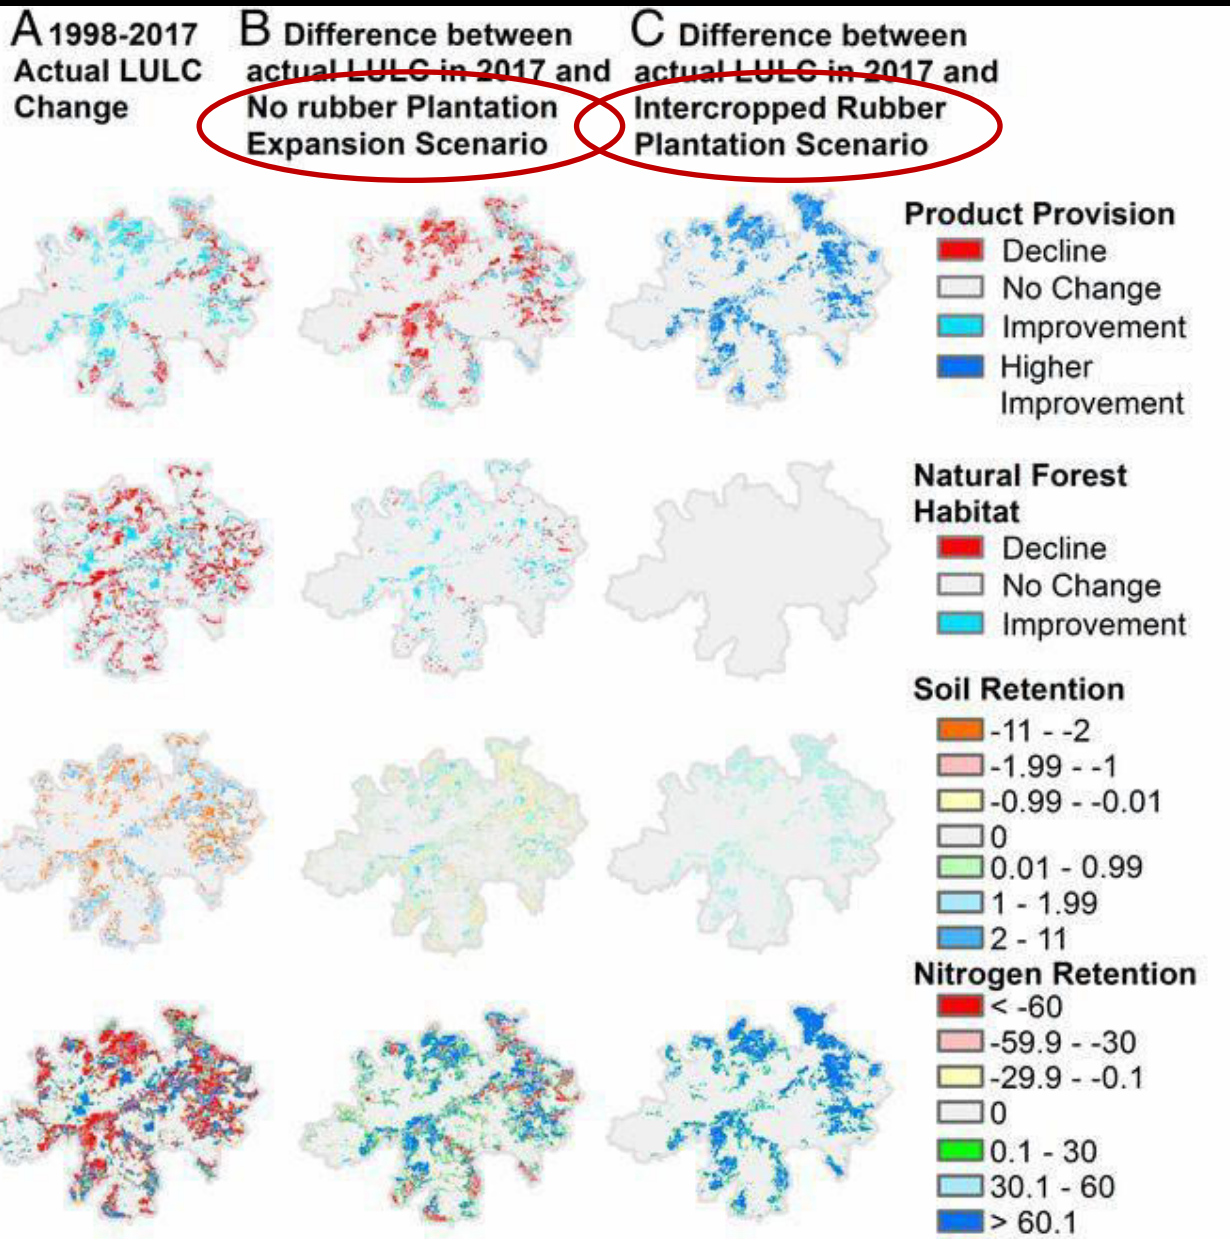 A 1998-2017
Actual LULC
Change
B Difference between
actual LULC in 2017 and
No rubber Plantation
Expansion Scenario
C Difference between
actual LULC in 2017 and
Intercropped Rubber
Plantation Scenario
Product Provision
Decline
No Change
Improvement
Higher
Improvement
Natural Forest
Habitat
Decline
No Change
Improvement
Soil Retention
-11 - -2
-1.99 - -1
-0.99 - -0.01
0
0.01 - 0.99
1 - 1.99
2 - 11
Nitrogen Retention
< -60
-59.9 - -30
-29.9 - -0.1
0
0.1 - 30
30.1 - 60
> 60.1